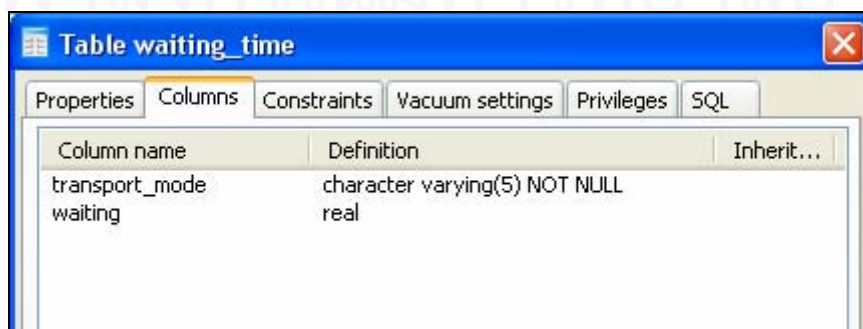 Table waiting_time
Properties Columns Constraints Vacuum settings Privileges SQL
Column name Definition Inherit...
transport_mode character varying(5) NOT NULL
waiting real